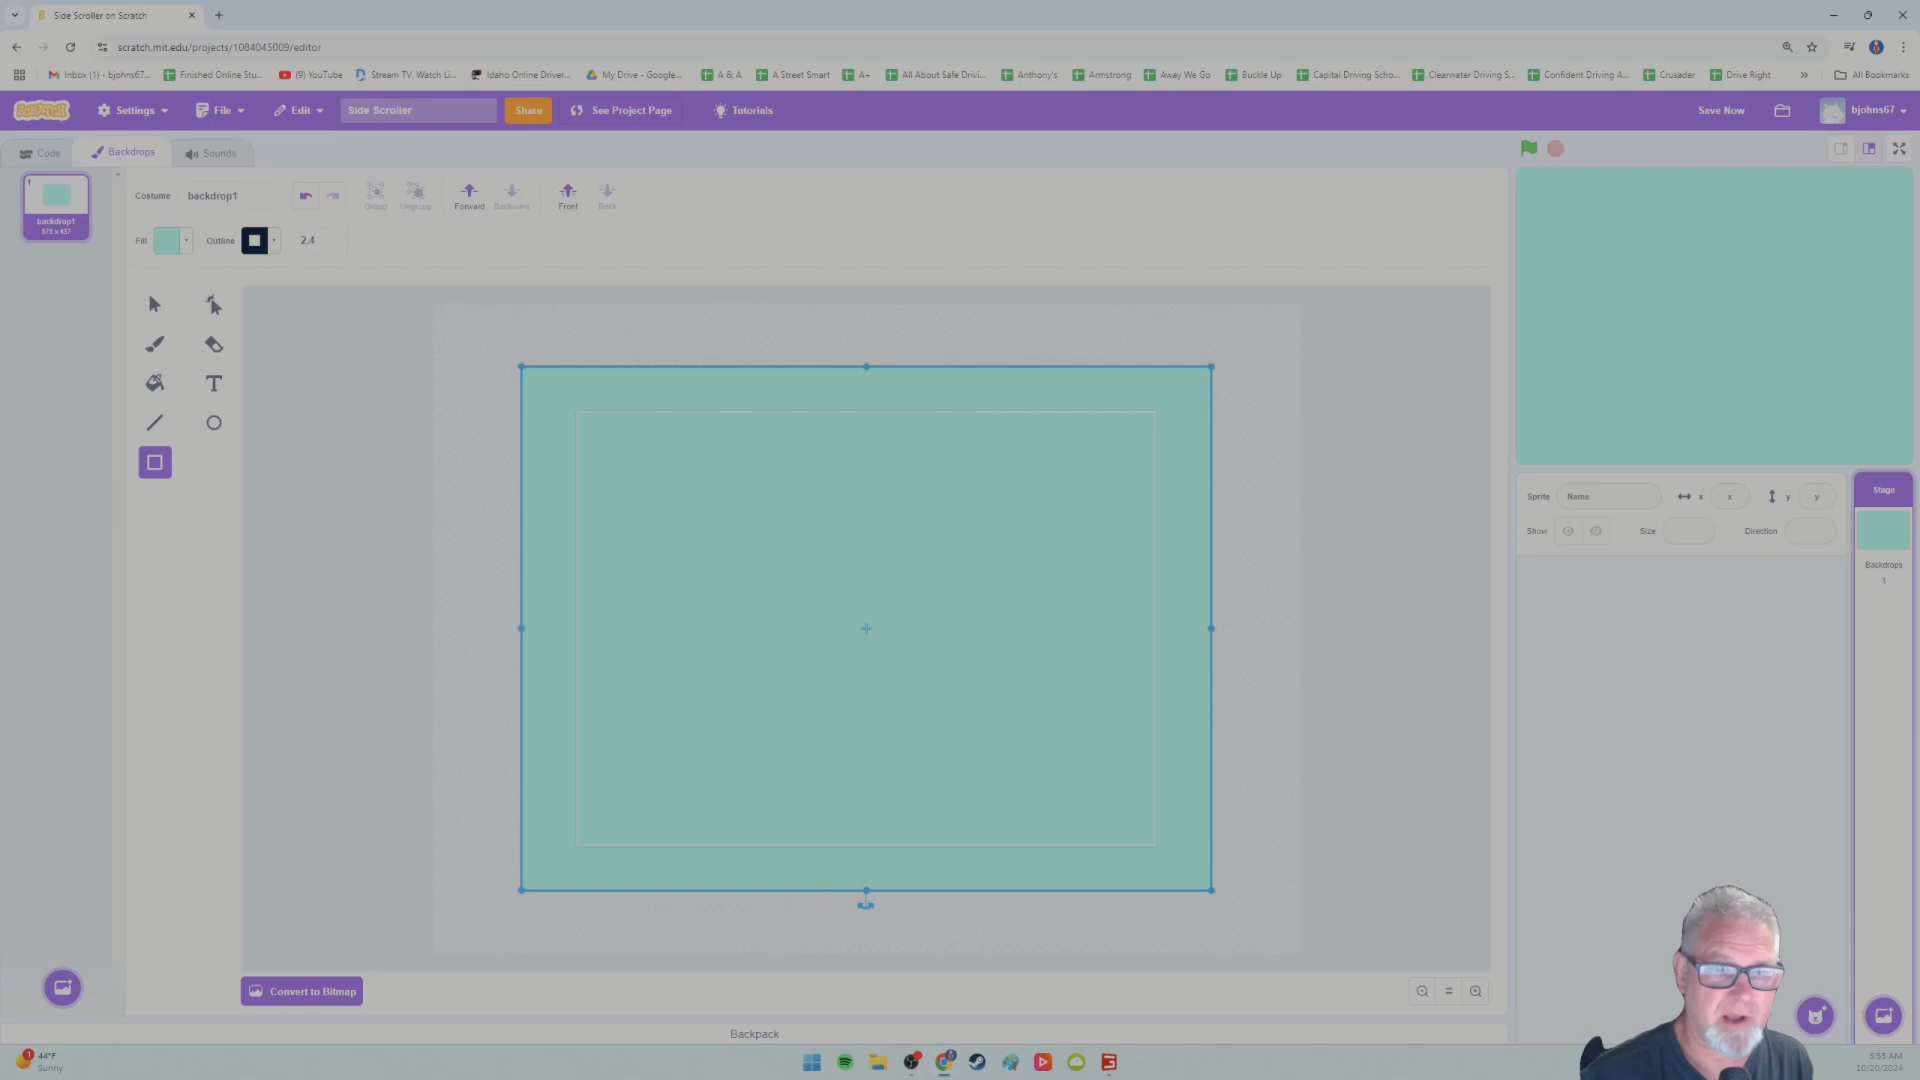 Side Scroller on Scratch
scratch.mit.edu/projects/1084045009/editor
Inbox (1) - bjohns67... Finished Online Stu... (9) YouTube Stream TV, Watch Li... Idaho Online Driver... My Drive - Google... A & A A Street Smart A+ All About Safe Drivi... Anthony's Armstrong Away We Go Buckle Up Capital Driving Scho... Clearwater Driving S... Confident Driving A... Crusader Drive Right » All Bookmarks
SCRATCH Settings File Edit Side Scroller Share See Project Page Tutorials Save Now bjohns67
Code Backdrops Sounds
1
backdrop1
575 x 437
Costume backdrop1 Group Ungroup Forward Backward Front Back
Fill Outline 2.4
T
Convert to Bitmap
Backpack
Sprite Name x x y y
Show Size Direction
Stage
Backdrops
1
1
44°F
Sunny
5:55 AM
10/20/2024